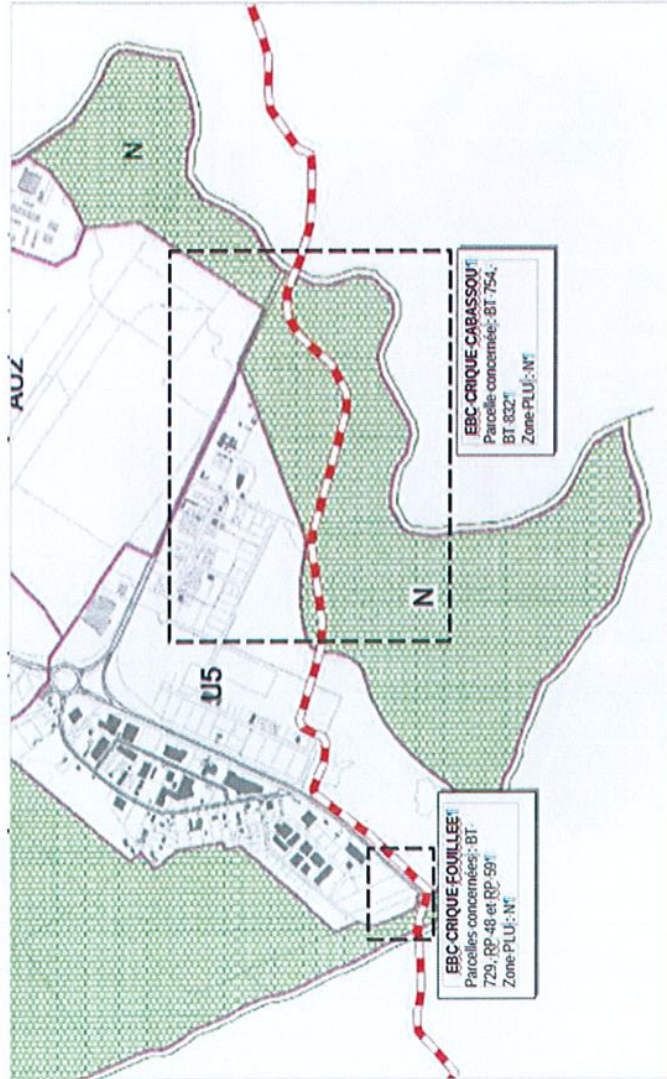 AU2
N
U5
N
EBC·CRIQUE·CABASSOU¶
Parcelle·concernée·:·BT·754,·
BT·832¶
Zone·PLU·:·N¶
EBC·CRIQUE·FOUILLEE¶
Parcelles·concernées·:·BT·
729,·RP·48·et·RP·59¶
Zone·PLU·:·N¶